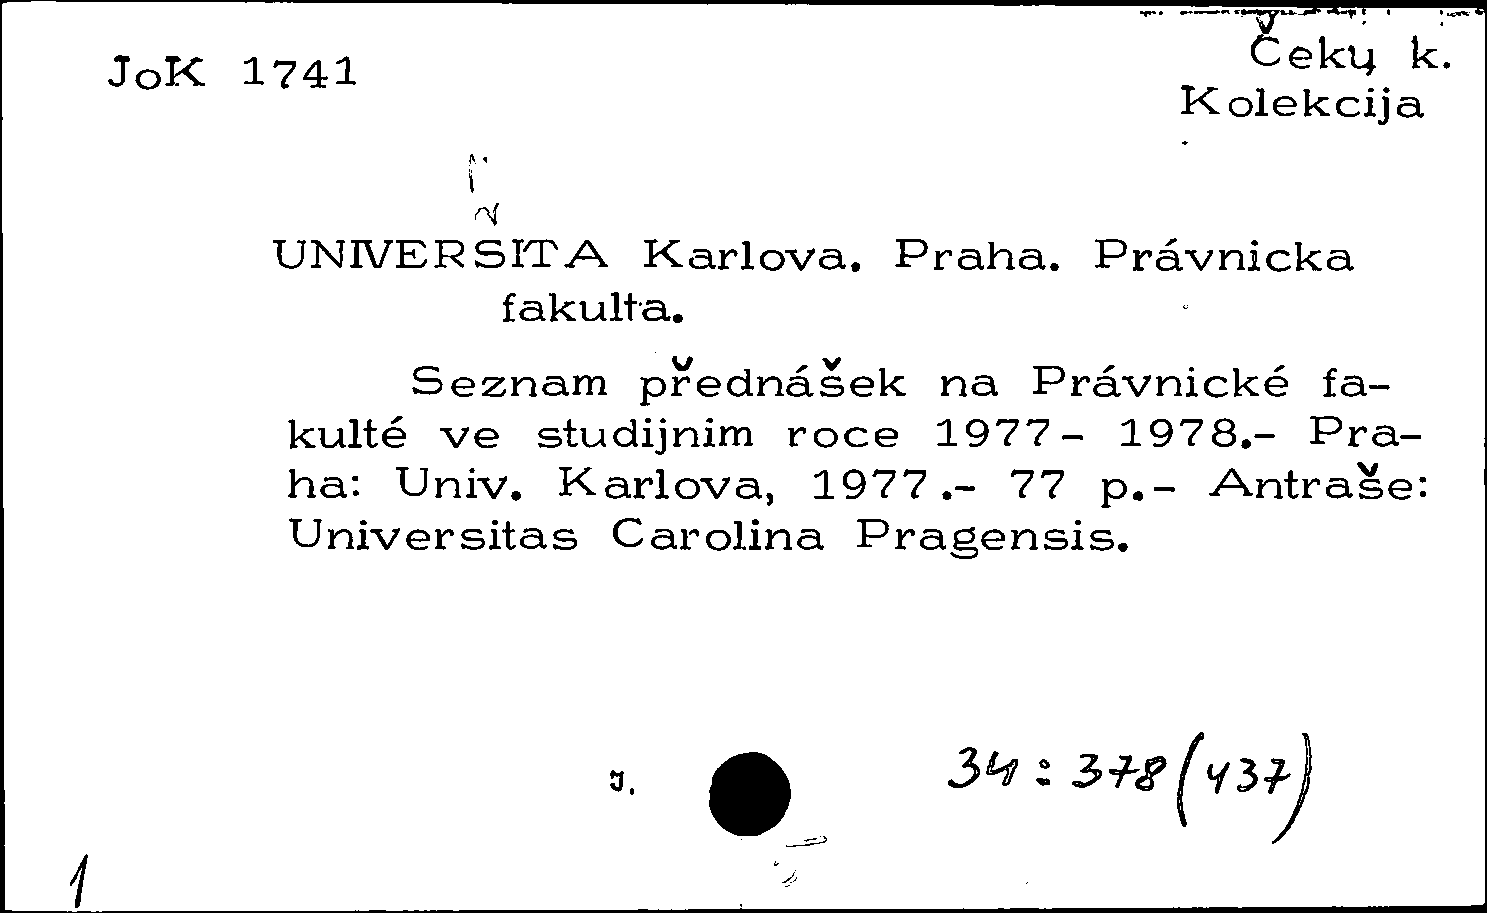 JoK 1741
Čekų k.
Kolekcija
UNIVERSITA Karlova. Praha. Právnicka
fakulta.
Seznam přednášek na Právnické fa-
kulté ve studijnim roce 1977- 1978.- Pra-
ha: Univ. Karlova, 1977.- 77 p.- Antraše:
Universitas Carolina Pragensis.
34:378(437)
1